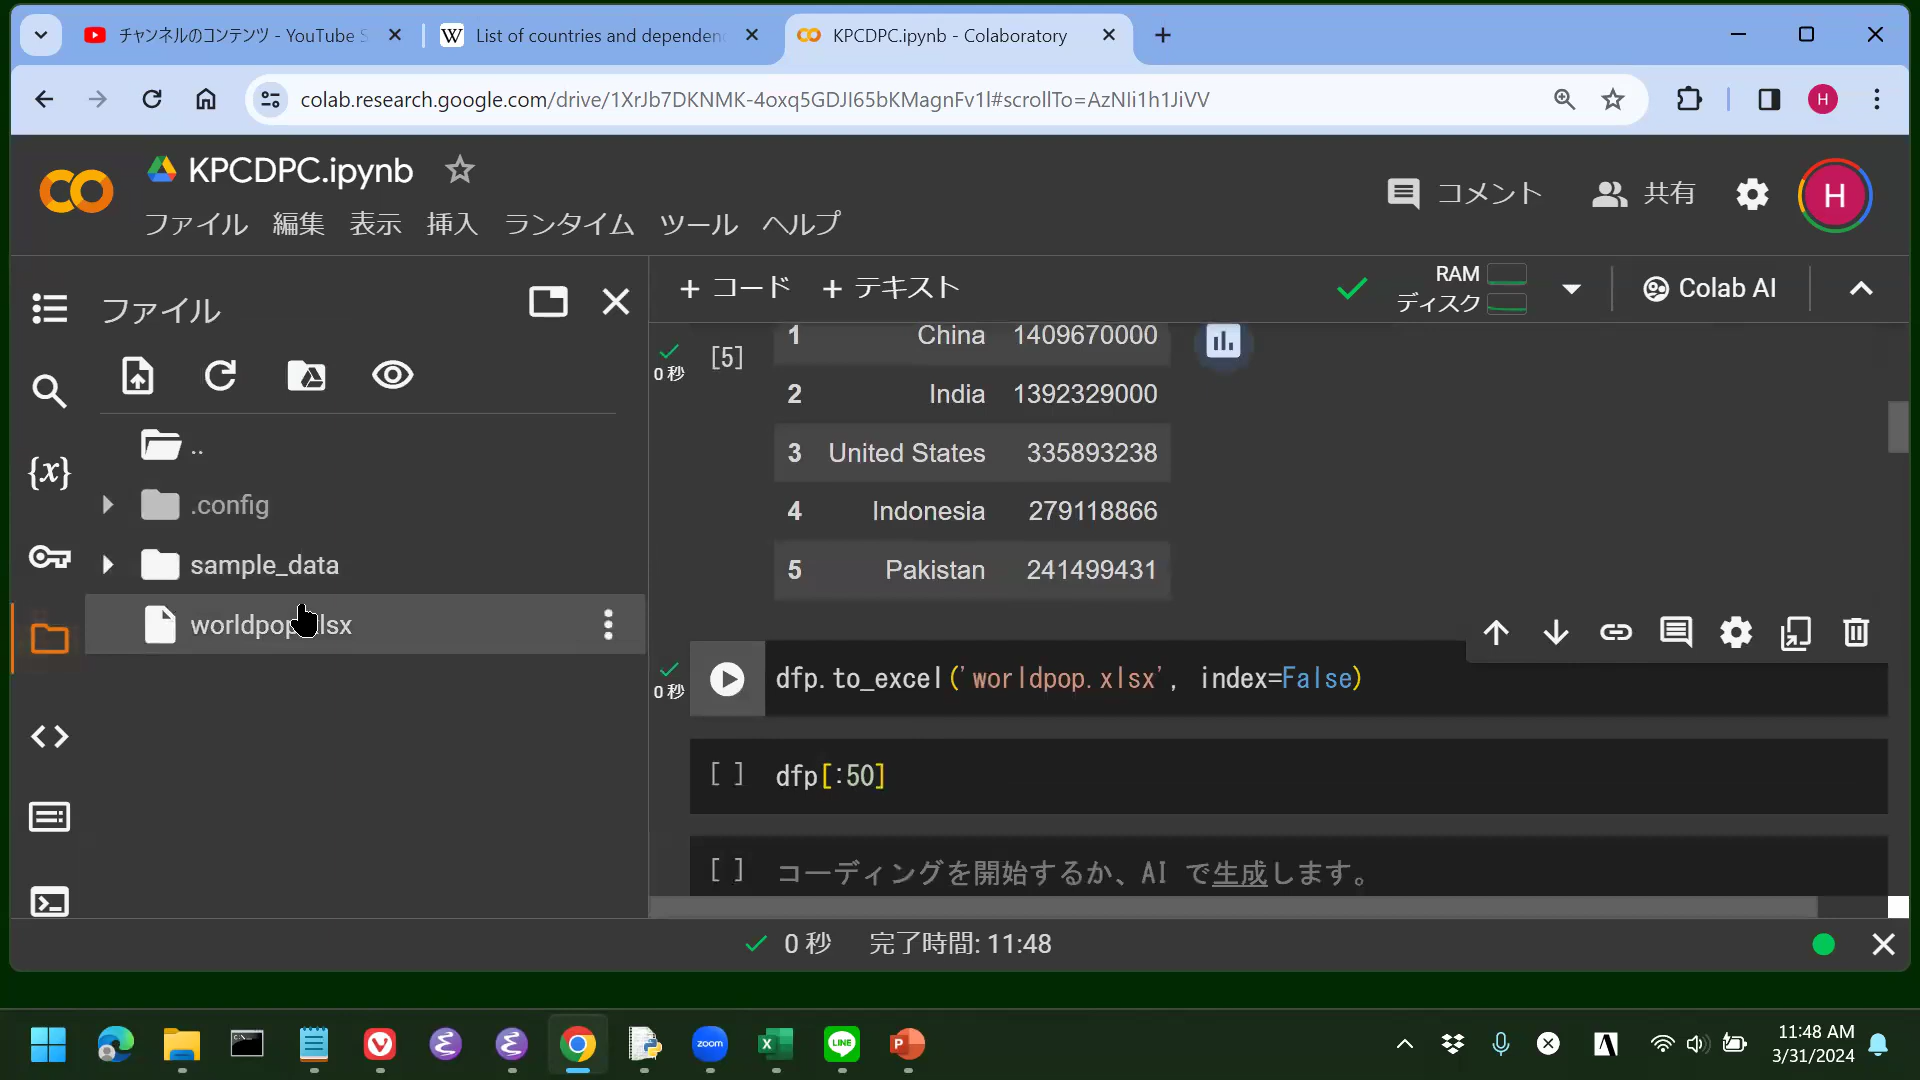 チャンネルのコンテンツ - YouTube S
List of countries and dependen
KPCDPC.ipynb - Colaboratory
colab.research.google.com/drive/1XrJb7DKNMK-4oxq5GDJI65bKMagnFv1l#scrollTo=AzNIi1h1JiVV
H
KPCDPC.ipynb
ファイル 編集 表示 挿入 ランタイム ツール ヘルプ
コメント 共有 H
ファイル
+ コード + テキスト
RAM
ディスク
Colab AI
..
.config
sample_data
worldpop lsx
0 秒 [5]
1 China 1409670000
2 India 1392329000
3 United States 335893238
4 Indonesia 279118866
5 Pakistan 241499431
0 秒
dfp.to_excel('worldpop.xlsx', index=False)
[ ] dfp[:50]
[ ] コーディングを開始するか、AI で生成します。
0 秒 完了時間: 11:48
zoom
LINE
11:48 AM
3/31/2024